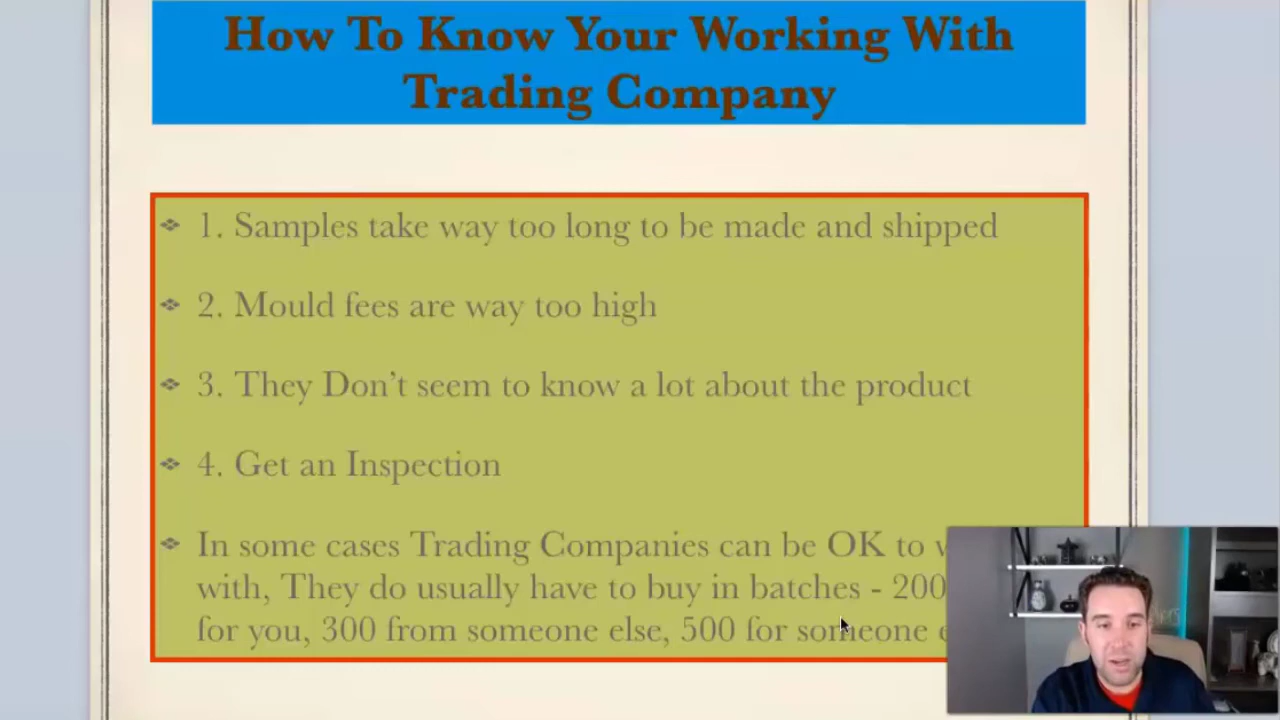 How To Know Your Working With
Trading Company
❖ 1. Samples take way too long to be made and shipped
❖ 2. Mould fees are way too high
❖ 3. They Don't seem to know a lot about the product
❖ 4. Get an Inspection
❖ In some cases Trading Companies can be OK to
with, They do usually have to buy in batches - 200
for you, 300 from someone else, 500 for someone